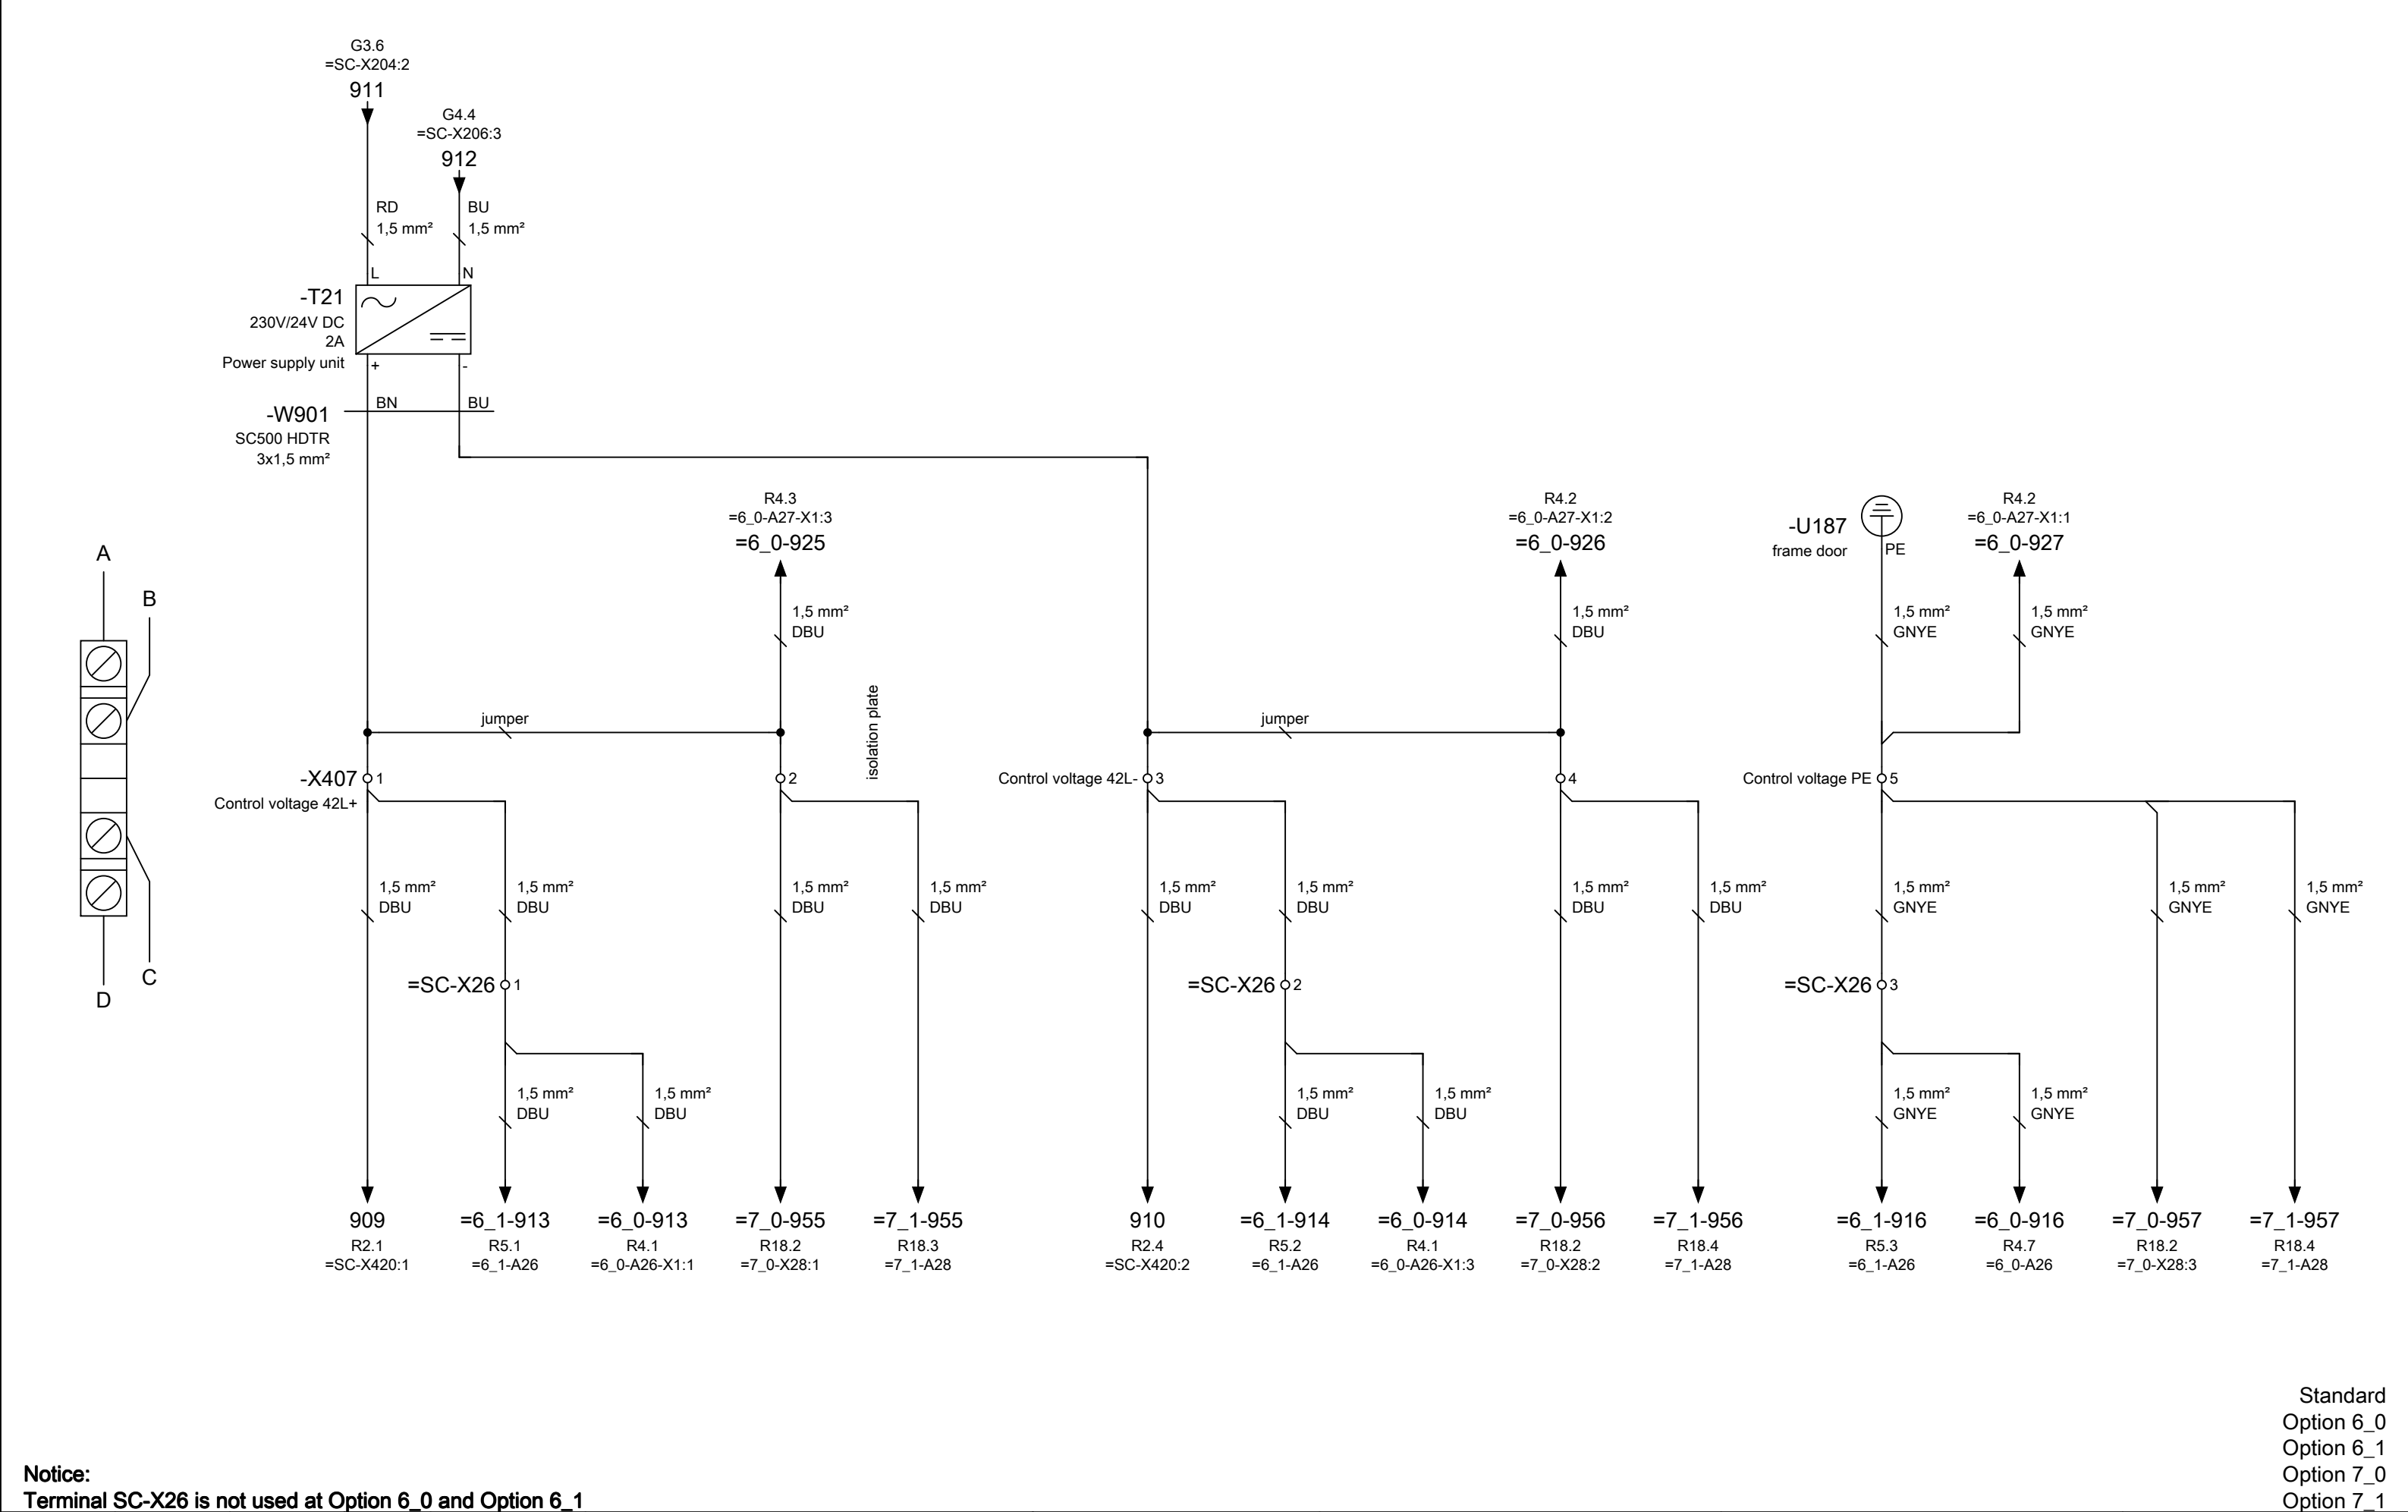 G3.6
=SC-X204:2
911
G4.4
=SC-X206:3
912
RD
1,5 mm²
BU
1,5 mm²
L
N
-T21
230V/24V DC
2A
Power supply unit
+
-
BN
BU
-W901
SC500 HDTR
3x1,5 mm²
R4.3
=6_0-A27-X1:3
=6_0-925
R4.2
=6_0-A27-X1:2
=6_0-926
-U187
frame door
PE
R4.2
=6_0-A27-X1:1
=6_0-927
A
B
C
D
1,5 mm²
DBU
1,5 mm²
DBU
1,5 mm²
GNYE
1,5 mm²
GNYE
jumper
isolation plate
jumper
-X407
1
Control voltage 42L+
2
Control voltage 42L-
3
4
Control voltage PE
5
1,5 mm²
DBU
1,5 mm²
DBU
1,5 mm²
DBU
1,5 mm²
DBU
1,5 mm²
DBU
1,5 mm²
DBU
1,5 mm²
DBU
1,5 mm²
DBU
1,5 mm²
GNYE
1,5 mm²
GNYE
1,5 mm²
GNYE
=SC-X26
1
=SC-X26
2
=SC-X26
3
1,5 mm²
DBU
1,5 mm²
DBU
1,5 mm²
DBU
1,5 mm²
DBU
1,5 mm²
GNYE
1,5 mm²
GNYE
909
R2.1
=SC-X420:1
=6_1-913
R5.1
=6_1-A26
=6_0-913
R4.1
=6_0-A26-X1:1
=7_0-955
R18.2
=7_0-X28:1
=7_1-955
R18.3
=7_1-A28
910
R2.4
=SC-X420:2
=6_1-914
R5.2
=6_1-A26
=6_0-914
R4.1
=6_0-A26-X1:3
=7_0-956
R18.2
=7_0-X28:2
=7_1-956
R18.4
=7_1-A28
=6_1-916
R5.3
=6_1-A26
=6_0-916
R4.7
=6_0-A26
=7_0-957
R18.2
=7_0-X28:3
=7_1-957
R18.4
=7_1-A28
Standard
Option 6_0
Option 6_1
Option 7_0
Option 7_1
Notice:
Terminal SC-X26 is not used at Option 6_0 and Option 6_1